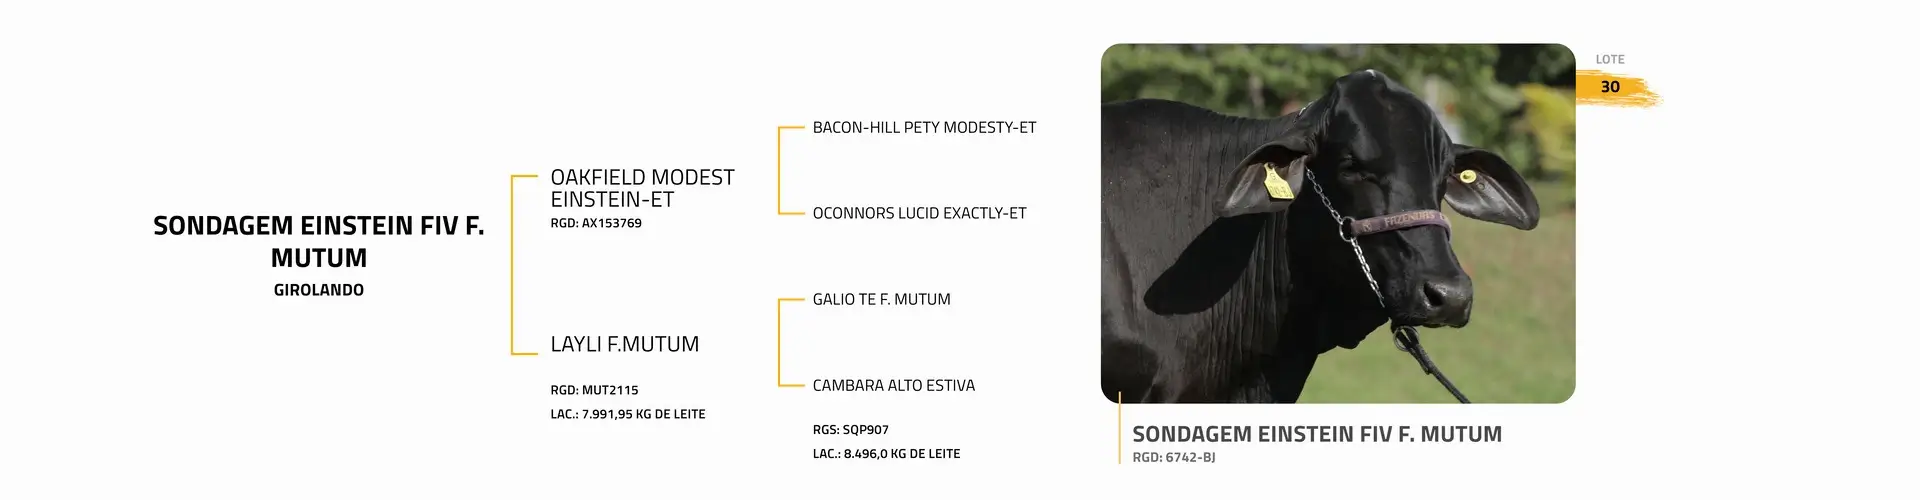 SONDAGEM EINSTEIN FIV F.
MUTUM
GIROLANDO
OAKFIELD MODEST
EINSTEIN-ET
RGD: AX153769
LAYLI F.MUTUM
RGD: MUT2115
LAC.: 7.991,95 KG DE LEITE
BACON-HILL PETY MODESTY-ET
OCONNORS LUCID EXACTLY-ET
GALIO TE F. MUTUM
CAMBARA ALTO ESTIVA
RGS: SQP907
LAC.: 8.496,0 KG DE LEITE
LOTE
30
FAZENDAS
SONDAGEM EINSTEIN FIV F. MUTUM
RGD: 6742-BJ